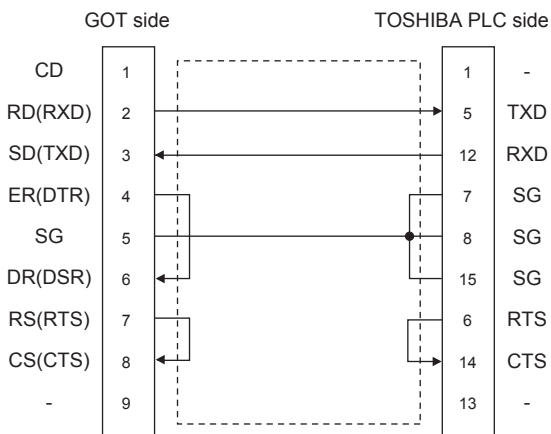 GOT side TOSHIBA PLC side
CD 1 1 -
RD(RXD) 2 5 TXD
SD(TXD) 3 12 RXD
ER(DTR) 4 7 SG
SG 5 8 SG
DR(DSR) 6 15 SG
RS(RTS) 7 6 RTS
CS(CTS) 8 14 CTS
- 9 13 -